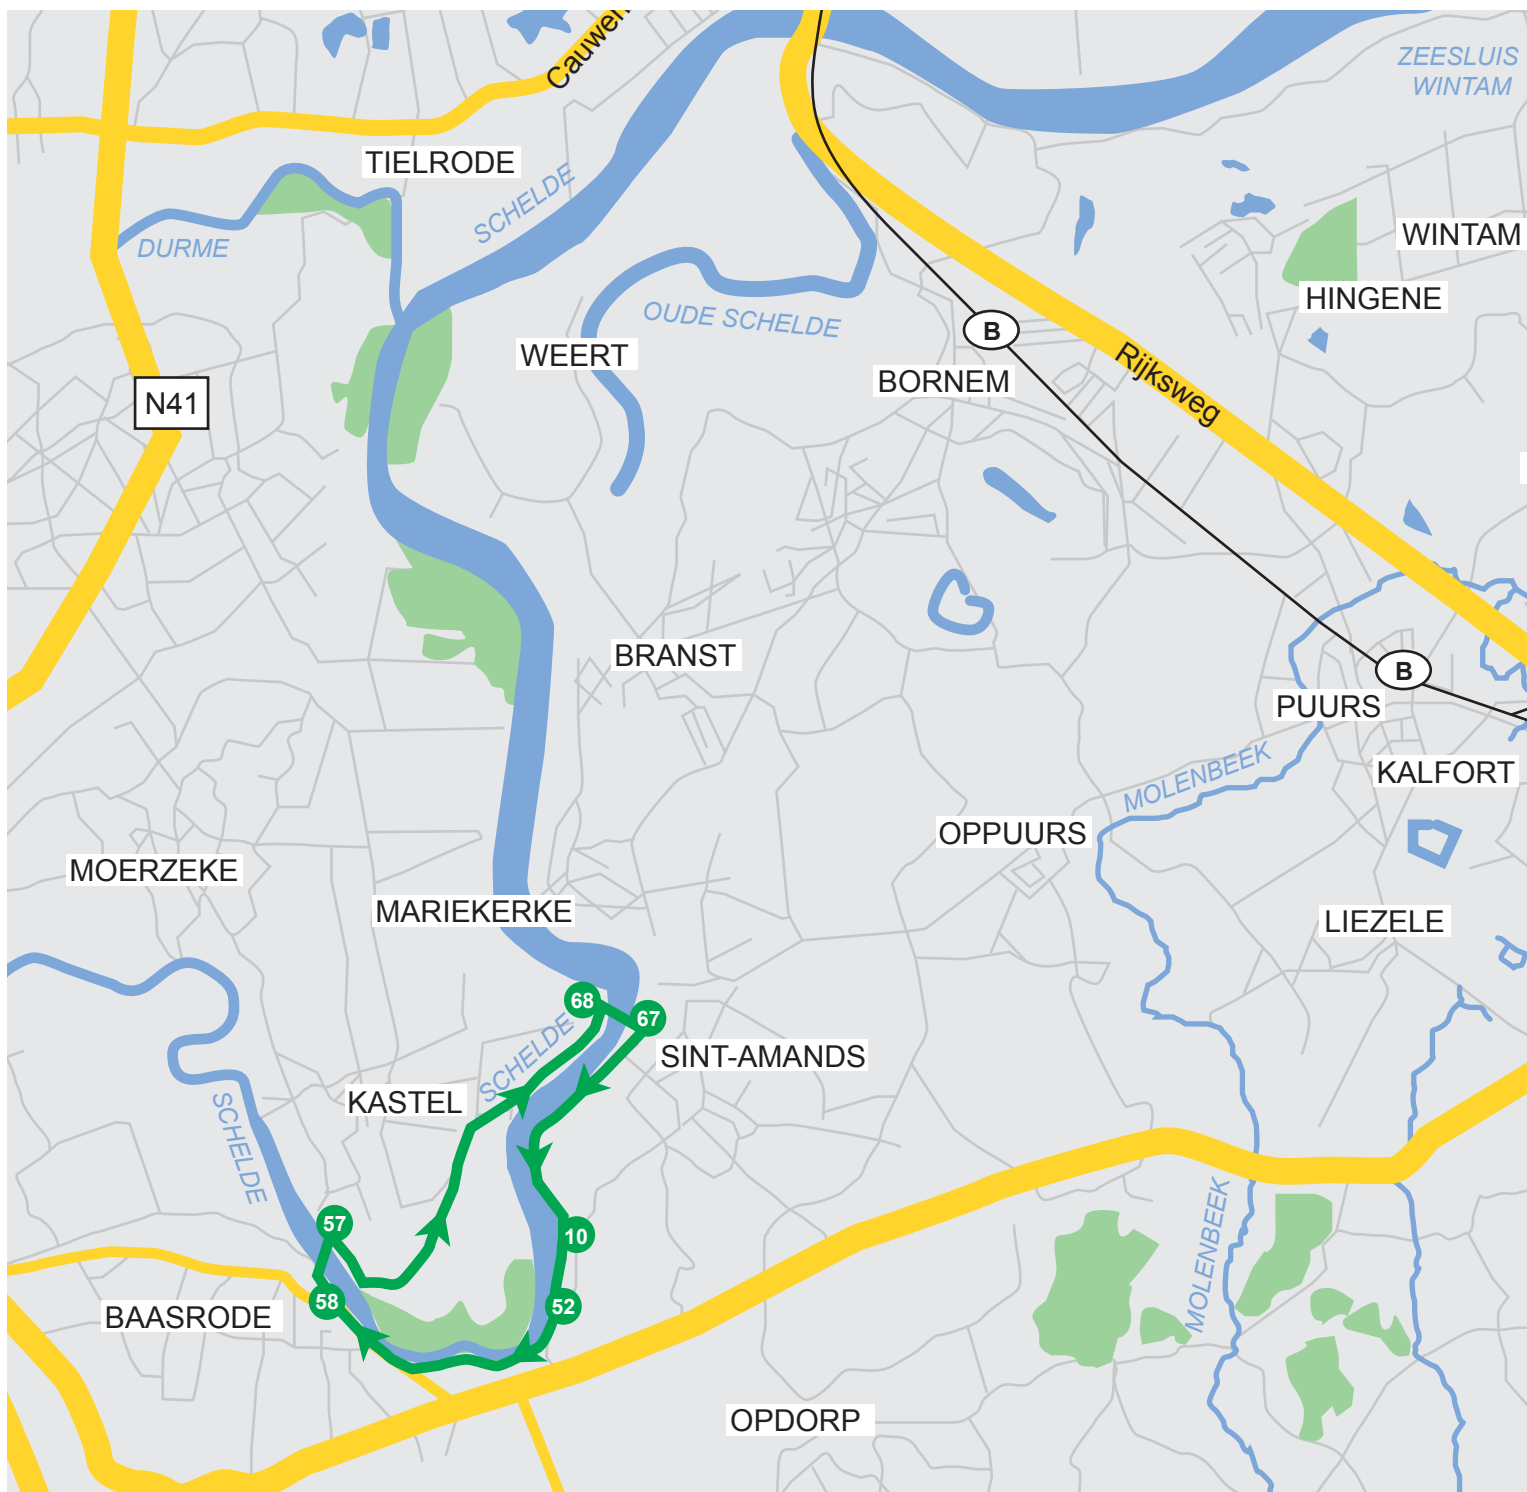 Cauwer
ZEESLUIS
WINTAM
TIELRODE
SCHELDE
DURME
WINTAM
HINGENE
OUDE SCHELDE
B
WEERT
Rijksweg
BORNEM
N41
BRANST
B
PUURS
MOLENBEEK
KALFORT
OPPUURS
MOERZEKE
MARIEKERKE
LIEZELE
68
67
SCHELDE
SINT-AMANDS
KASTEL
SCHELDE
57
10
MOLENBEEK
58
52
BAASRODE
OPDORP